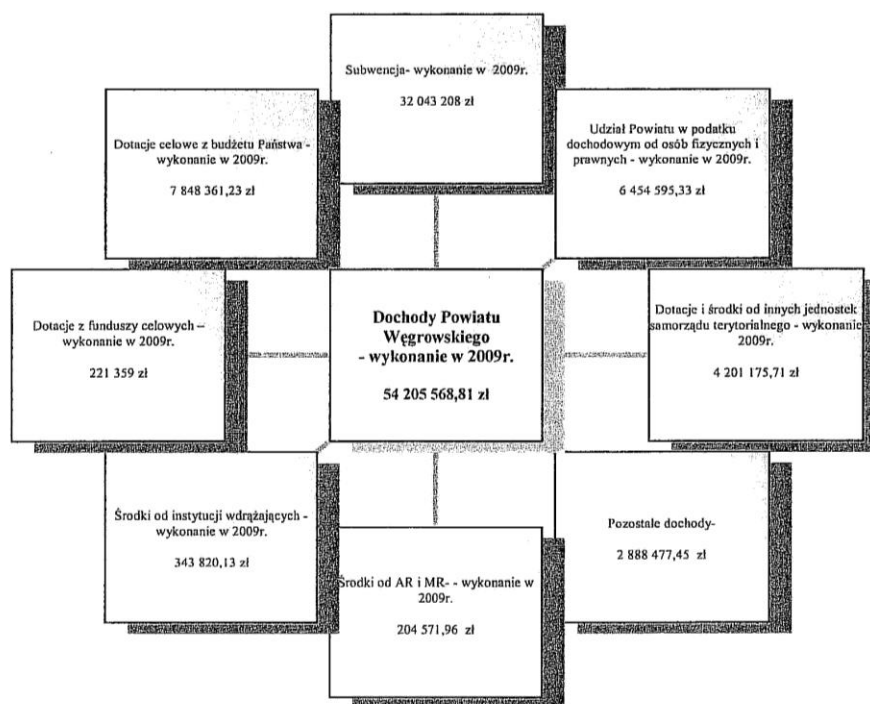 Subwencja- wykonanie w 2009r.
32 043 208 zł
Dotacje celowe z budżetu Państwa -
wykonanie w 2009r.
7 848 361,23 zł
Udział Powiatu w podatku
dochodowym od osób fizycznych i
prawnych - wykonanie w 2009r.
6 454 595,33 zł
Dotacje z funduszy celowych –
wykonanie w 2009r.
221 359 zł
Dochody Powiatu
Węgrowskiego
- wykonanie w 2009r.
54 205 568,81 zł
Dotacje i środki od innych jednostek
samorządu terytorialnego - wykonanie
2009r.
4 201 175,71 zł
Środki od instytucji wdrążających -
wykonanie w 2009r.
343 820,13 zł
Środki od AR i MR- - wykonanie w
2009r.
204 571,96 zł
Pozostałe dochody-
2 888 477,45 zł